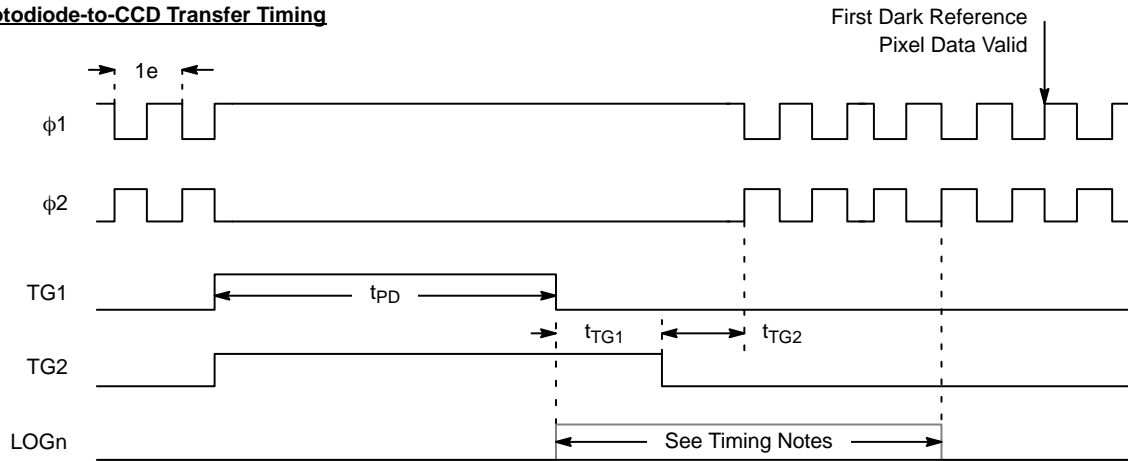 otodiode-to-CCD Transfer Timing
First Dark Reference
Pixel Data Valid
1e
ϕ1
ϕ2
TG1
tPD
tTG1
tTG2
TG2
LOGn
See Timing Notes